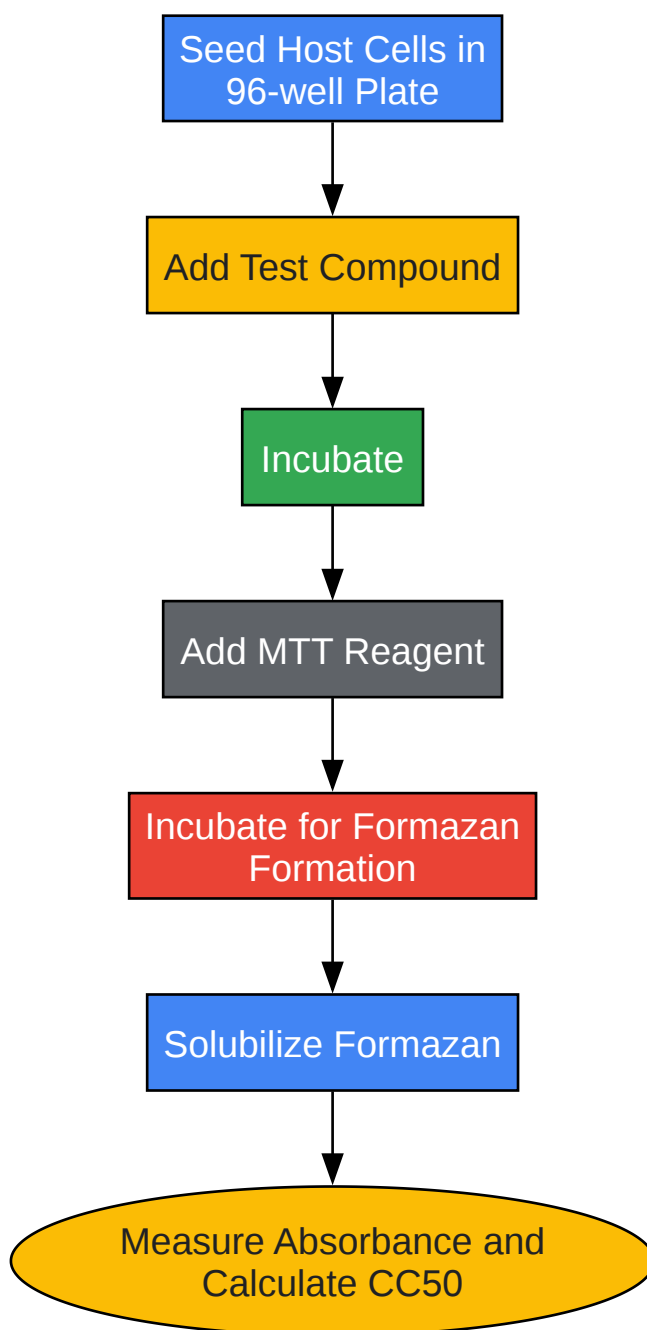 Seed Host Cells in
96-well Plate
Add Test Compound
Incubate
Add MTT Reagent
Incubate for Formazan
Formation
Solubilize Formazan
Measure Absorbance and
Calculate CC50